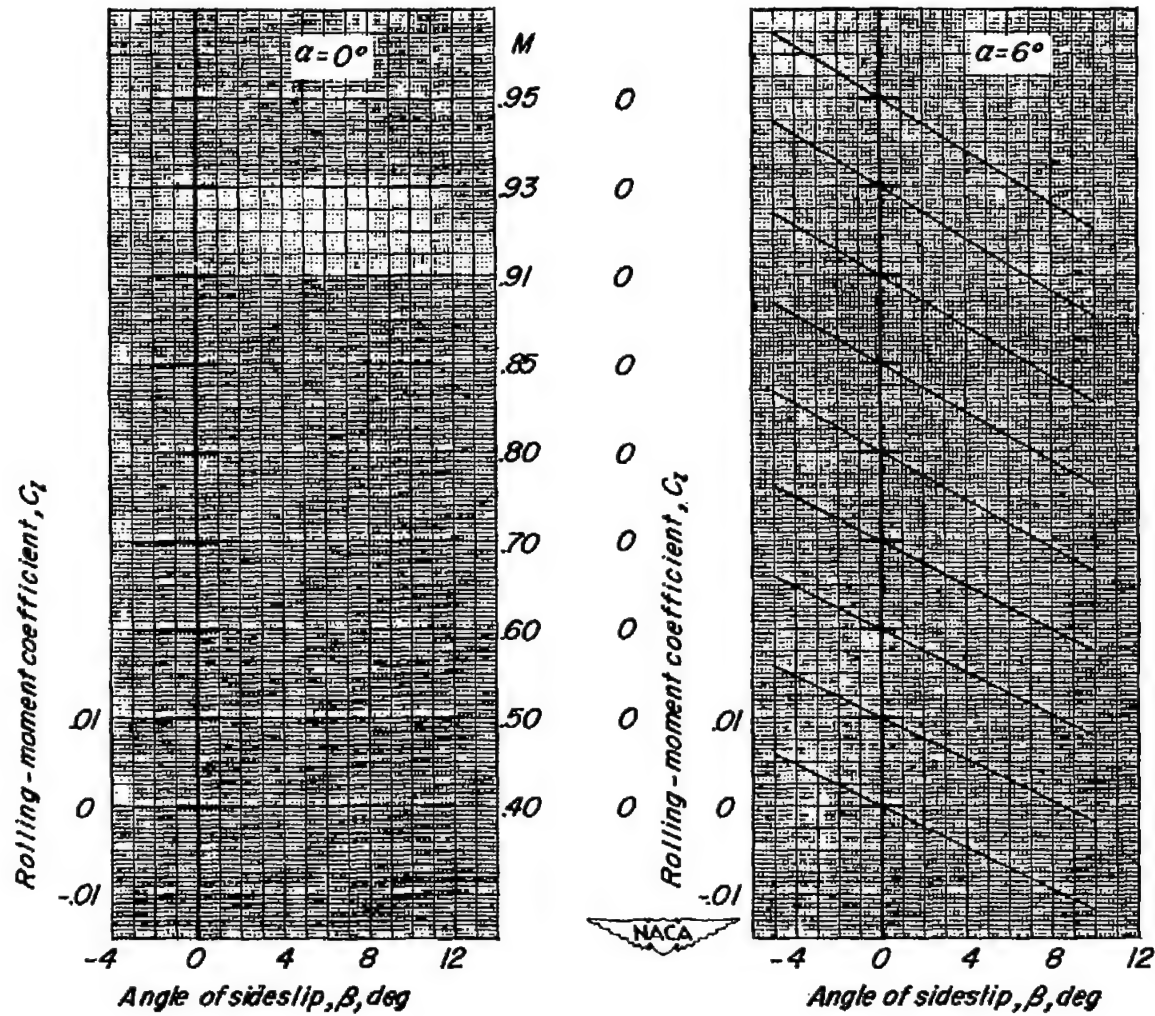 α=0°
M
α=6°
.95 0
.93 0
.91 0
.85 0
.80 0
.70 0
.60 0
.01 .50 0 .01
0 .40 0 0
-.01 -.01
Rolling-moment coefficient, Cₗ
Rolling-moment coefficient, Cₗ
NACA
-4 0 4 8 12
-4 0 4 8 12
Angle of sideslip, β, deg
Angle of sideslip, β, deg